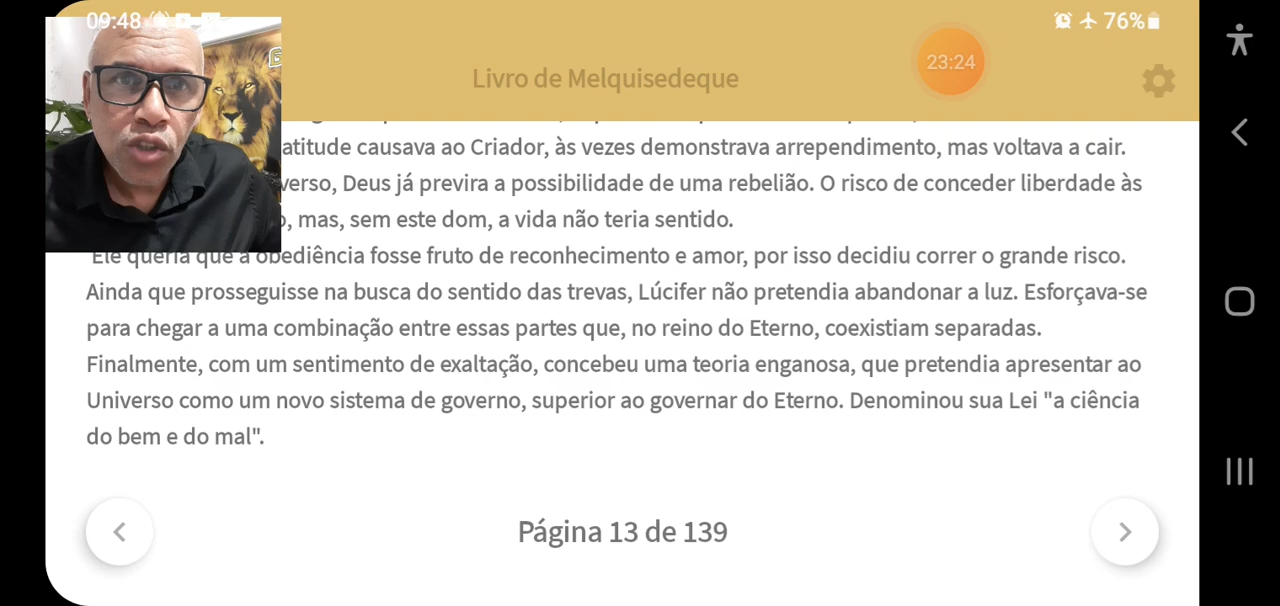 09:48
76%
Livro de Melquisedeque
23:24
atitude causava ao Criador, às vezes demonstrava arrependimento, mas voltava a cair.
verso, Deus já previra a possibilidade de uma rebelião. O risco de conceder liberdade às
, mas, sem este dom, a vida não teria sentido.
Ele queria que a obediência fosse fruto de reconhecimento e amor, por isso decidiu correr o grande risco.
Ainda que prosseguisse na busca do sentido das trevas, Lúcifer não pretendia abandonar a luz. Esforçava-se
para chegar a uma combinação entre essas partes que, no reino do Eterno, coexistiam separadas.
Finalmente, com um sentimento de exaltação, concebeu uma teoria enganosa, que pretendia apresentar ao
Universo como um novo sistema de governo, superior ao governar do Eterno. Denominou sua Lei "a ciência
do bem e do mal".
Página 13 de 139